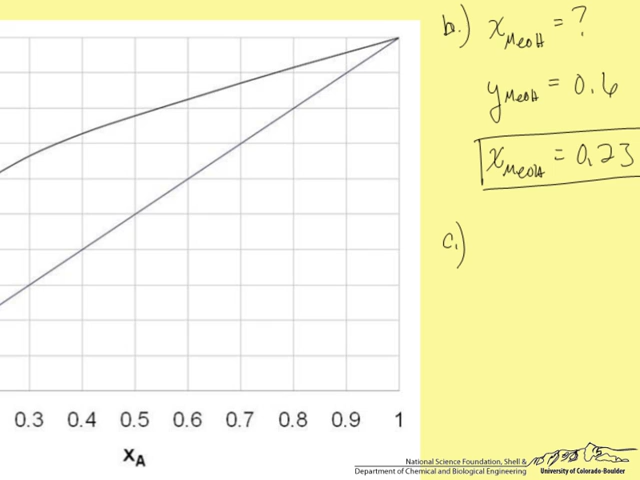 b.) xMeOH = ?
yMeOH = 0.6
xMeOH = 0.23
c.)
0.3 0.4 0.5 0.6 0.7 0.8 0.9 1
xA
National Science Foundation, Shell &
Department of Chemical and Biological Engineering
University of Colorado-Boulder